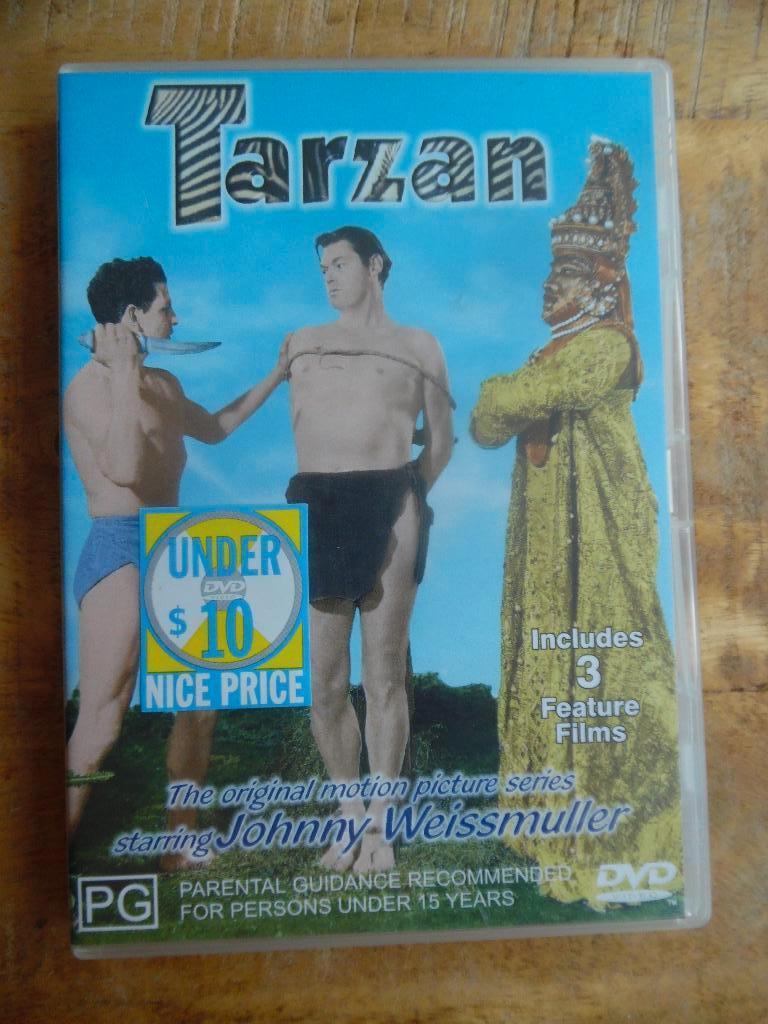 Tarzan
UNDER
DVD
$ 10
NICE PRICE
Includes
3
Feature
Films
The original motion picture series
starring Johnny Weissmuller
PG
PARENTAL GUIDANCE RECOMMENDED
FOR PERSONS UNDER 15 YEARS
DVD
TM